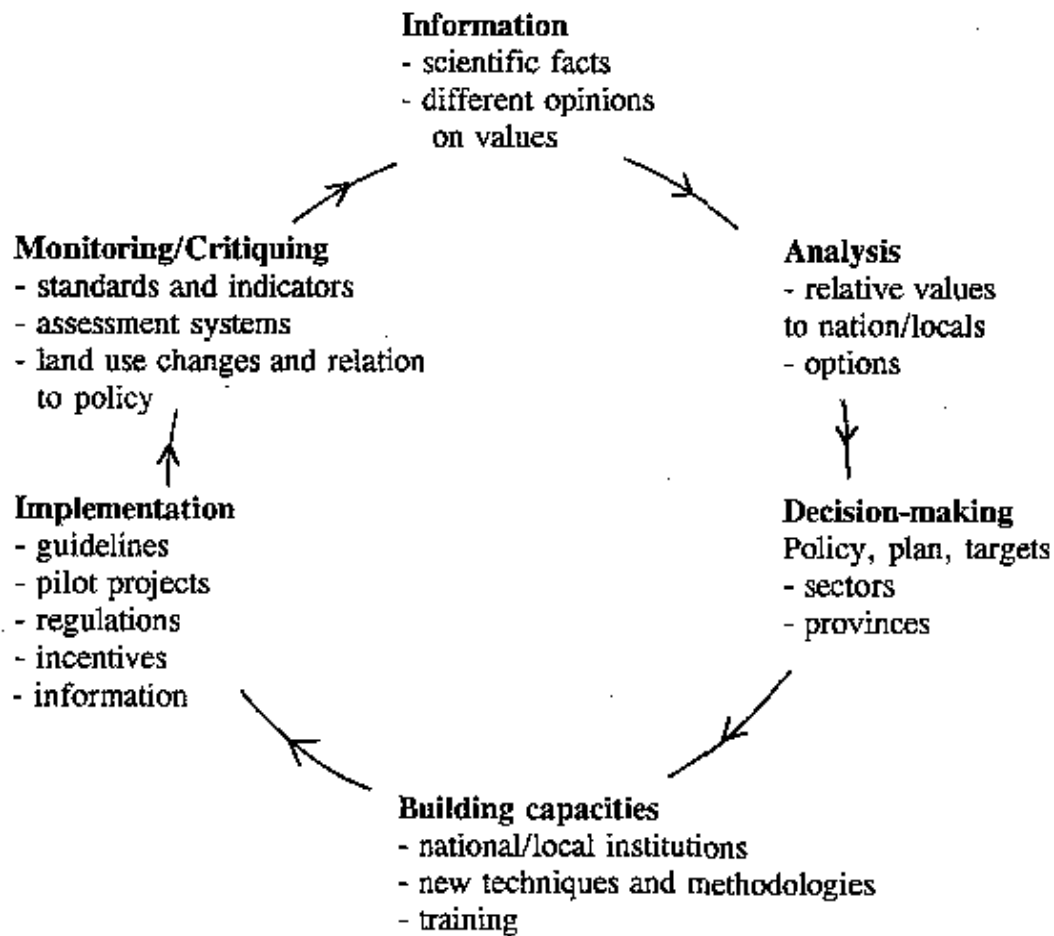 Information
- scientific facts
- different opinions
on values
Analysis
- relative values
to nation/locals
- options
Decision-making
Policy, plan, targets
- sectors
- provinces
Building capacities
- national/local institutions
- new techniques and methodologies
- training
Implementation
- guidelines
- pilot projects
- regulations
- incentives
- information
Monitoring/Critiquing
- standards and indicators
- assessment systems
- land use changes and relation
to policy